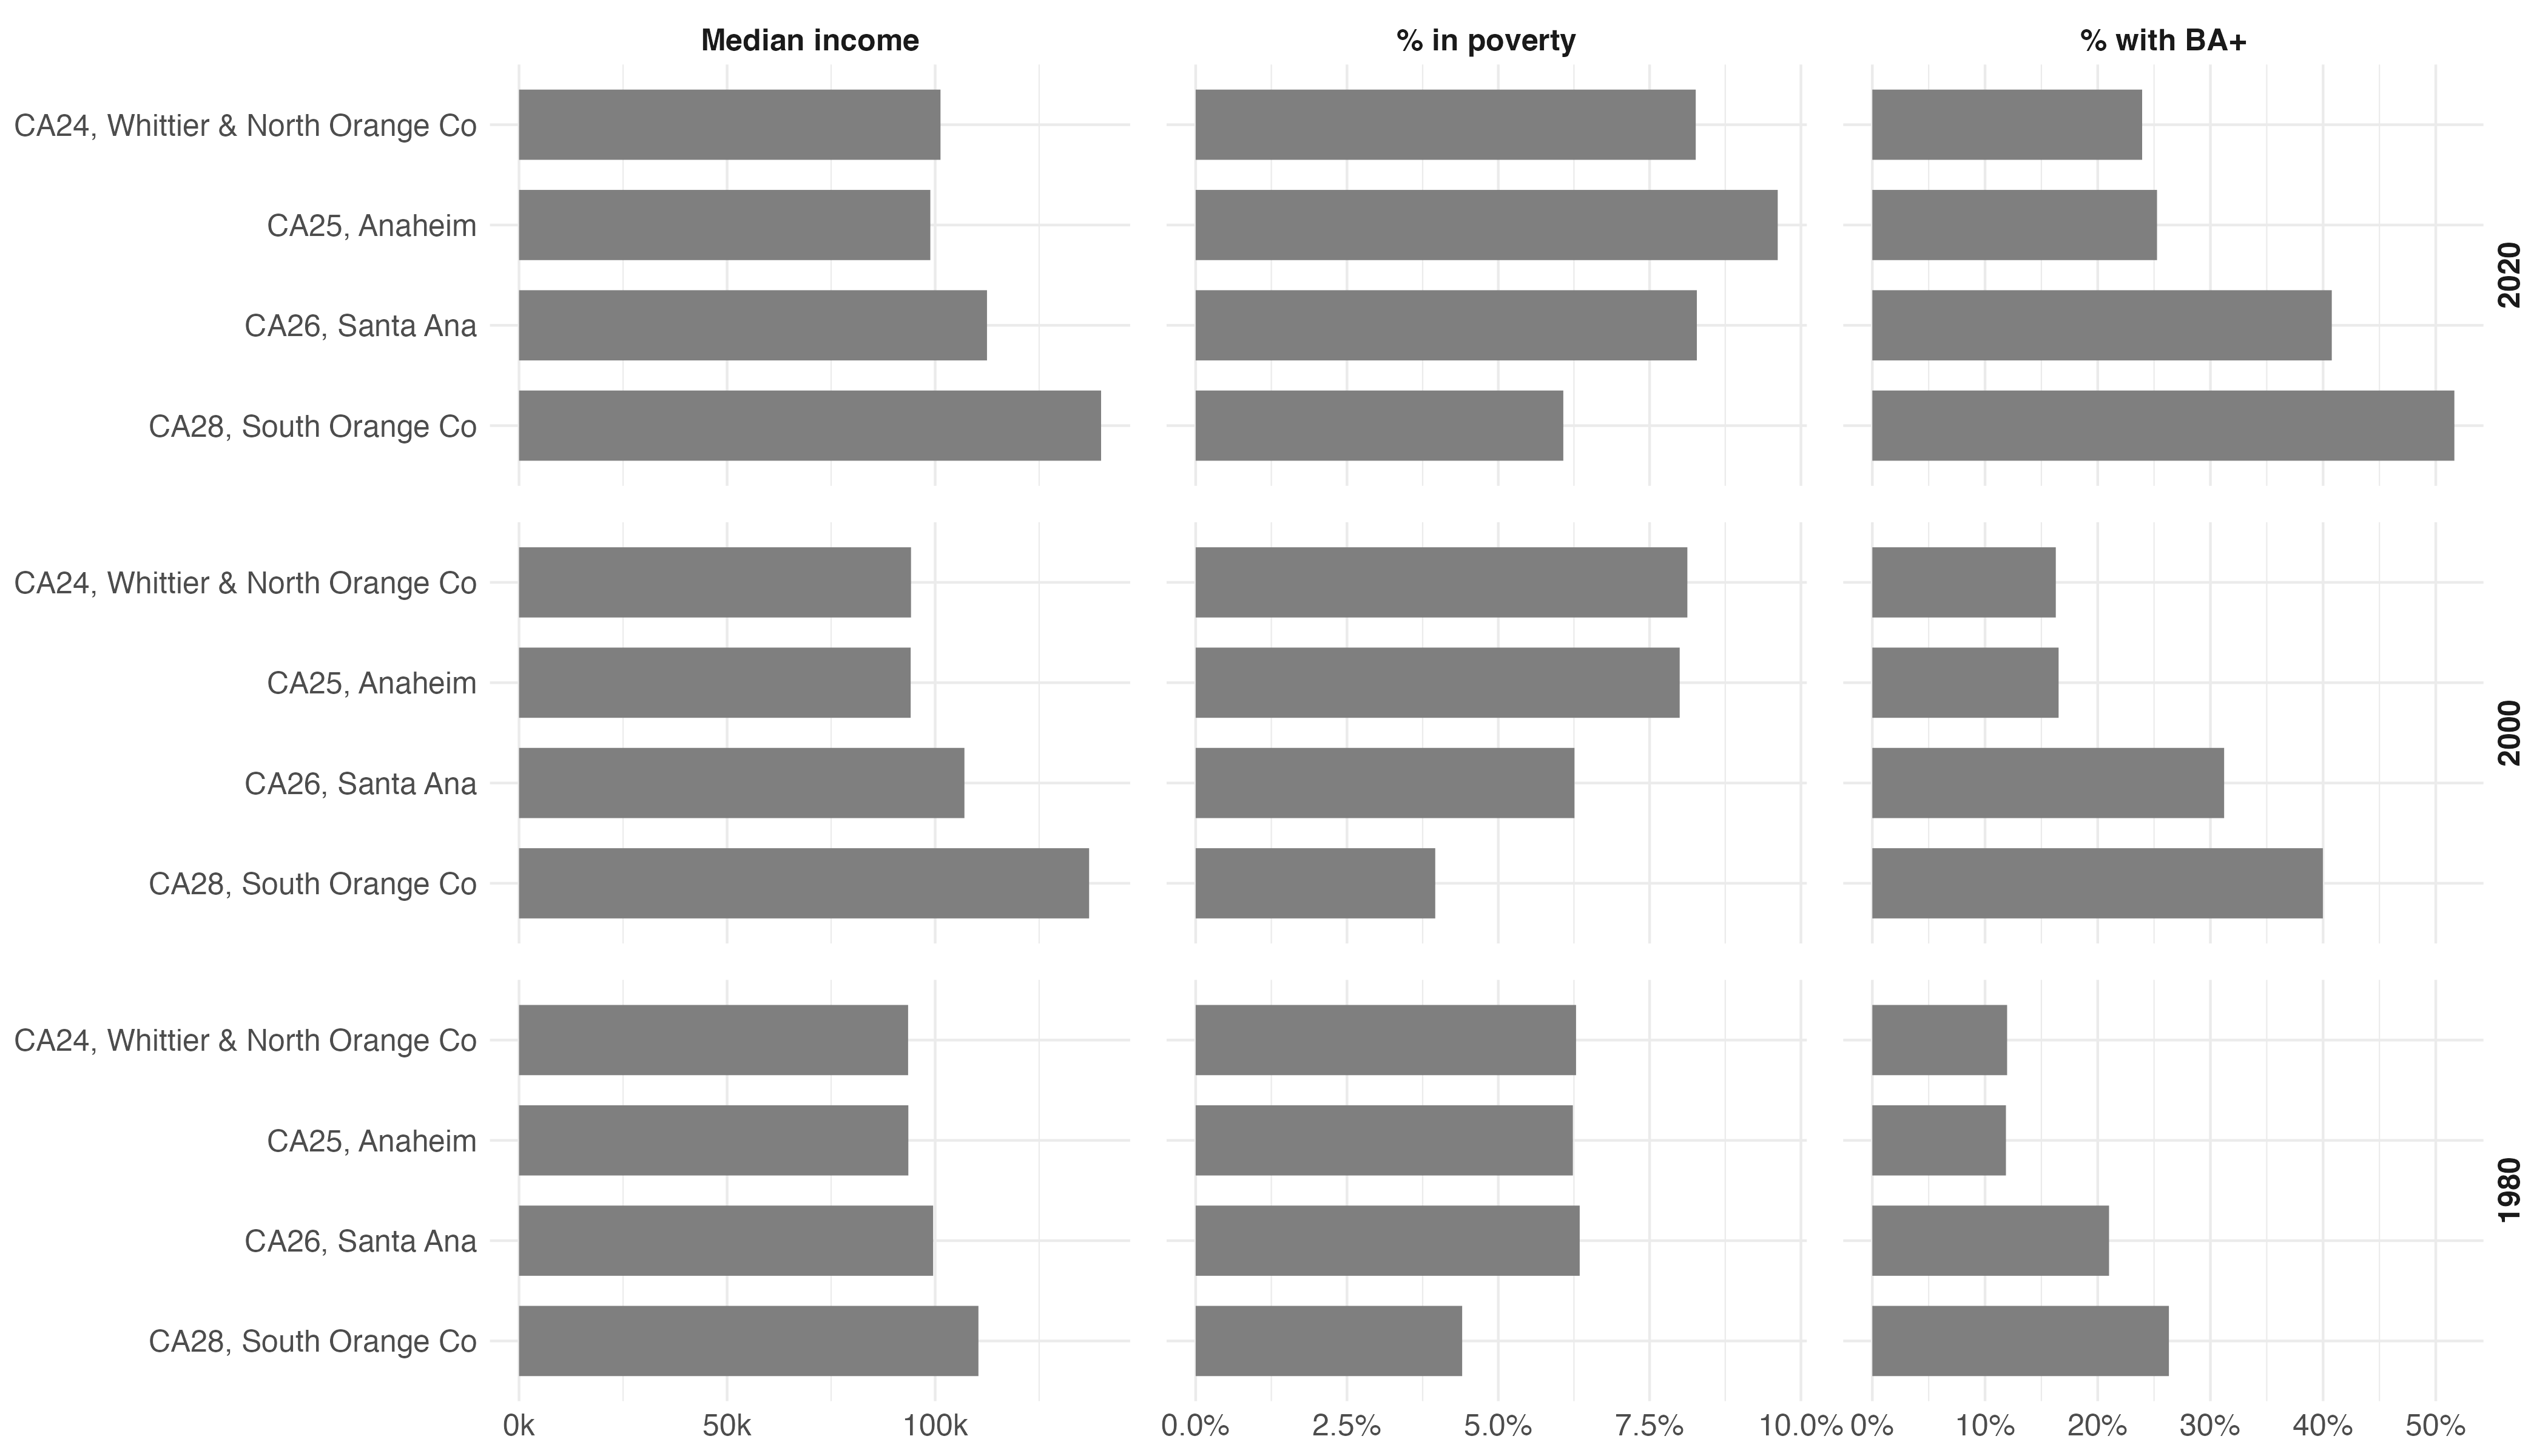 Median income % in poverty % with BA+
CA24, Whittier & North Orange Co
CA25, Anaheim
CA26, Santa Ana
CA28, South Orange Co
2020
CA24, Whittier & North Orange Co
CA25, Anaheim
CA26, Santa Ana
CA28, South Orange Co
2000
CA24, Whittier & North Orange Co
CA25, Anaheim
CA26, Santa Ana
CA28, South Orange Co
1980
0k 50k 100k 0.0% 2.5% 5.0% 7.5% 10.0% 0% 10% 20% 30% 40% 50%